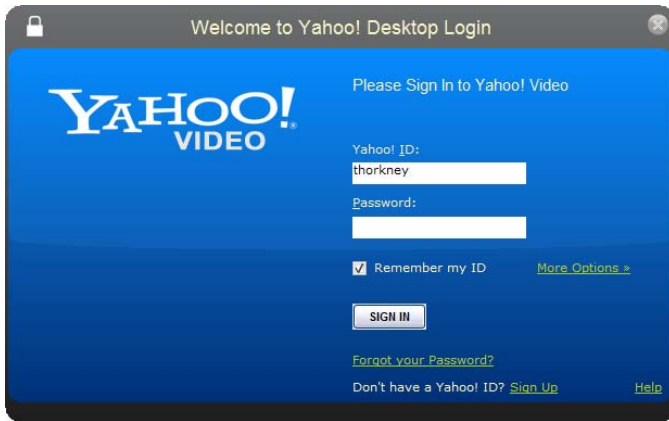 Welcome to Yahoo! Desktop Login
YAHOO!
VIDEO
Please Sign In to Yahoo! Video
Yahoo! ID:
thorkney
Password:
Remember my ID More Options »
SIGN IN
Forgot your Password?
Don't have a Yahoo! ID? Sign Up Help